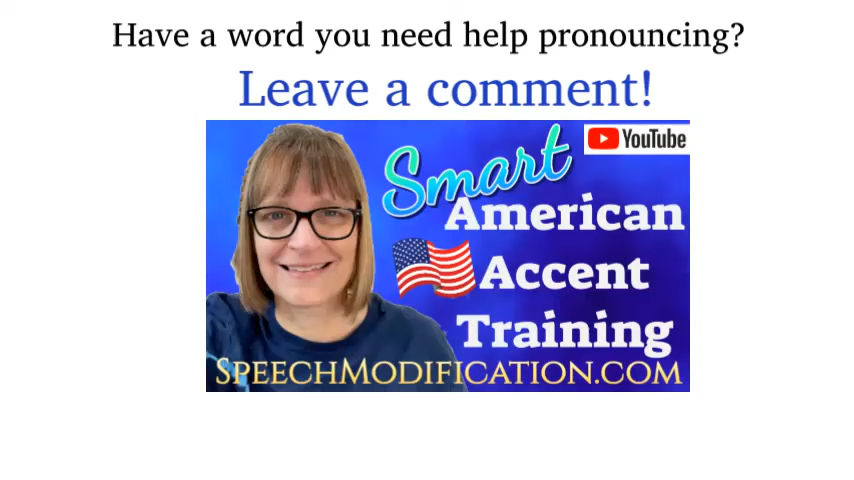 Have a word you need help pronouncing?
Leave a comment!
YouTube
Smart
American
Accent
Training
SPEECHMODIFICATION.COM